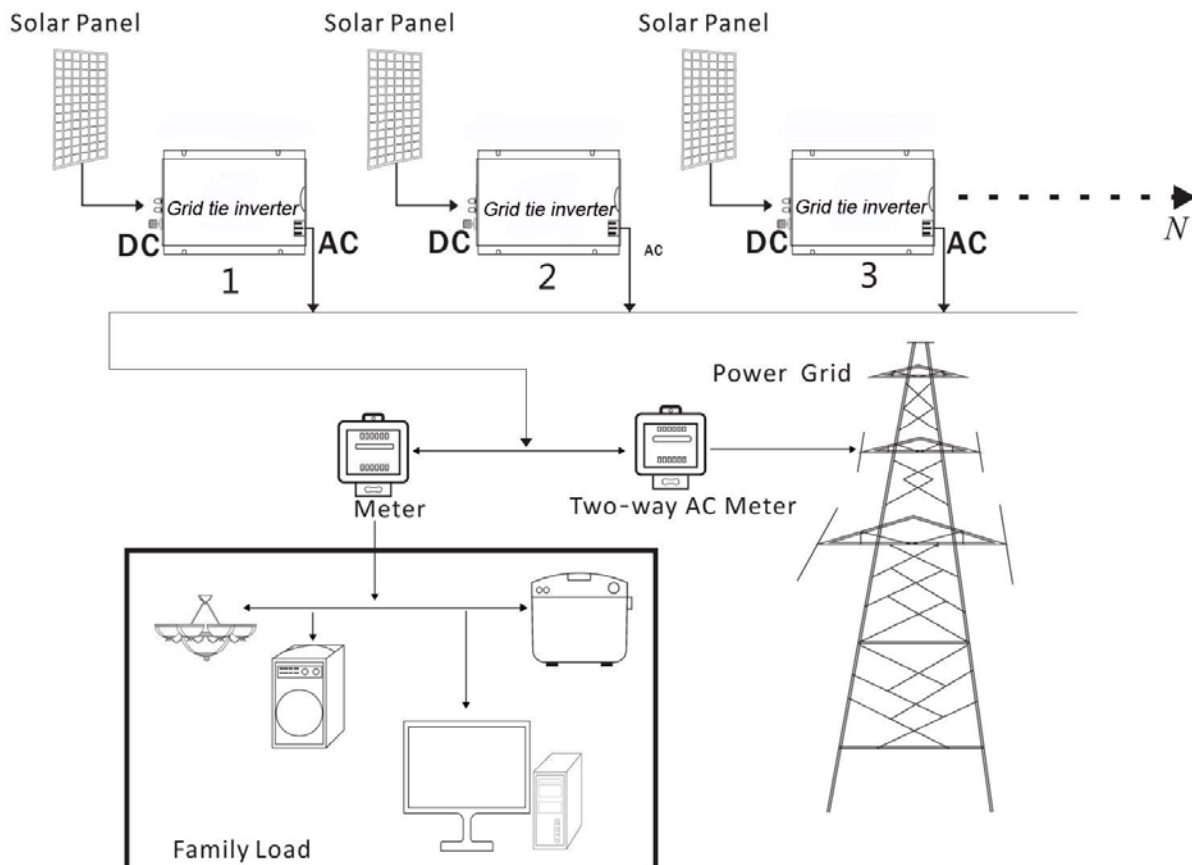 Solar Panel
Solar Panel
Solar Panel
Grid tie inverter
Grid tie inverter
Grid tie inverter
DC
AC
DC
AC
DC
AC
N
1
2
3
Power Grid
Meter
Two-way AC Meter
Family Load